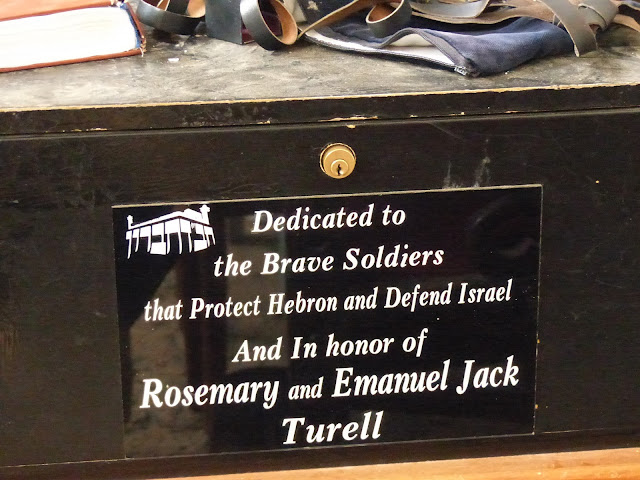 Dedicated to
the Brave Soldiers
that Protect Hebron and Defend Israel
And In honor of
Rosemary and Emanuel Jack
Turell